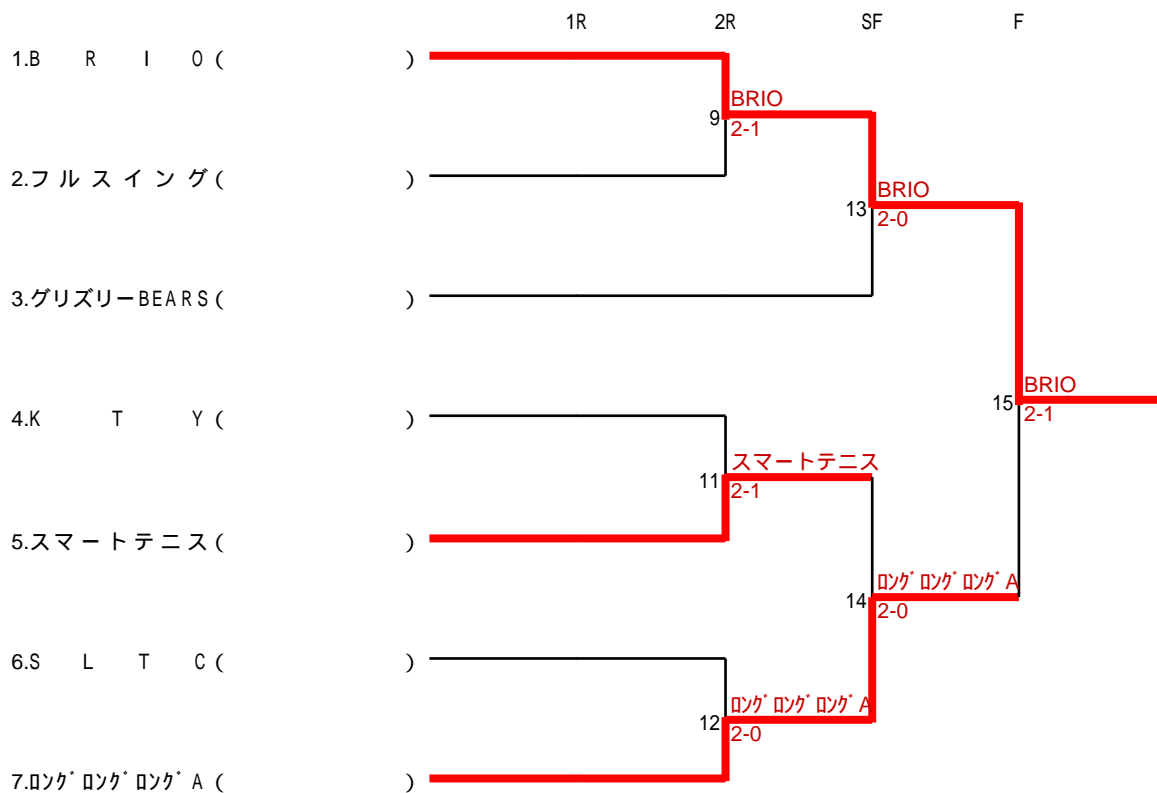 1R 2R SF F
1.B R I O ( )
BRIO
9
2-1
2.フルスイング( )
BRIO
13
2-0
3.グリズリーBEARS( )
BRIO
15
2-1
4.K T Y ( )
スマートテニス
11
2-1
5.スマートテニス( )
ﾛﾝｸﾞﾛﾝｸﾞﾛﾝｸﾞA
14
2-0
6.S L T C ( )
ﾛﾝｸﾞﾛﾝｸﾞﾛﾝｸﾞA
12
2-0
7.ﾛﾝｸﾞﾛﾝｸﾞﾛﾝｸﾞA ( )